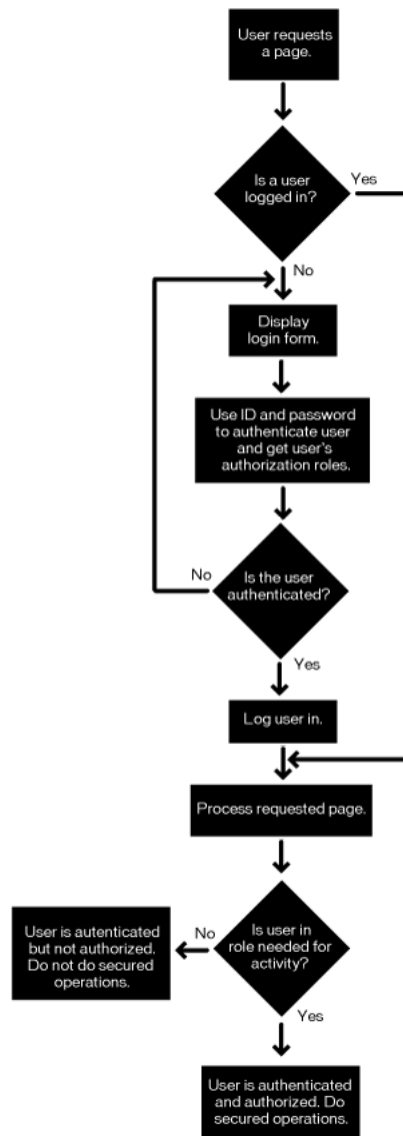 User requests
a page.
Is a user
logged in?
Yes
No
Display
login form.
Use ID and password
to authenticate user
and get user's
authorization roles.
Is the user
authenticated?
No
Yes
Log user in.
Process requested page.
Is user in
role needed for
activity?
No
User is autenticated
but not authorized.
Do not do secured
operations.
Yes
User is authenticated
and authorized. Do
secured operations.